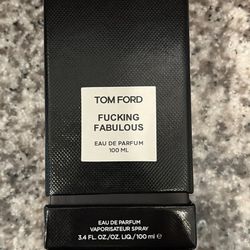 TOM FORD
FUCKING
FABULOUS
EAU DE PARFUM
100 ML
EAU DE PARFUM
VAPORISATEUR SPRAY
3.4 FL. OZ./OZ. LIQ./100 ml ℮